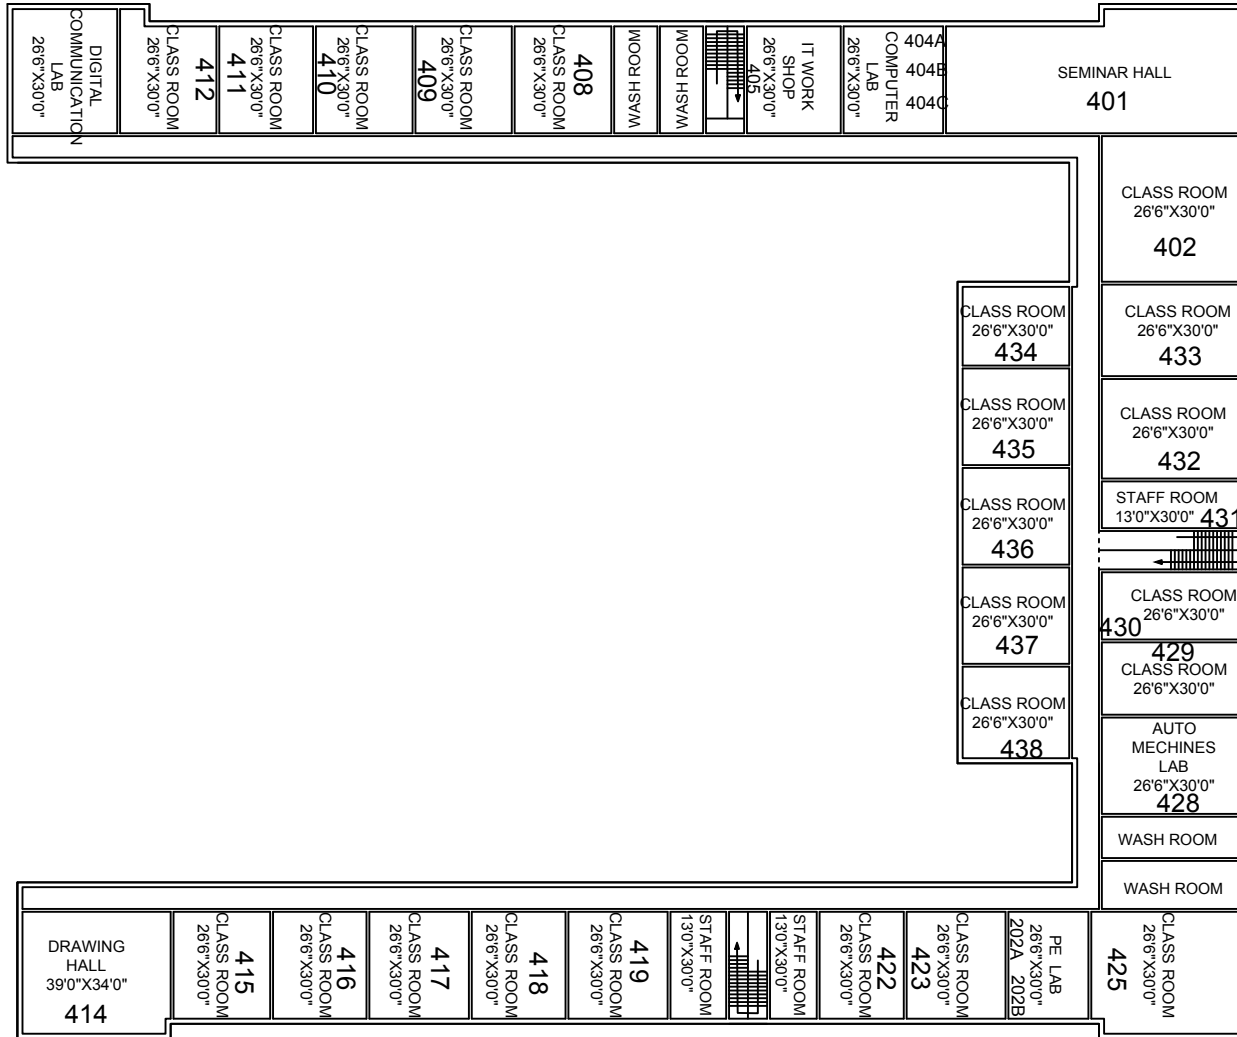 DIGITAL
COMMUNICATION
LAB
26'6"X30'0"
CLASS ROOM
26'6"X30'0"
412
CLASS ROOM
26'6"X30'0"
411
CLASS ROOM
26'6"X30'0"
410
CLASS ROOM
26'6"X30'0"
409
CLASS ROOM
26'6"X30'0"
408
WASH ROOM
WASH ROOM
IT WORK
SHOP
26'6"X30'0"
405
COMPUTER
LAB
26'6"X30'0"
404A
404B
404C
SEMINAR HALL
401
CLASS ROOM
26'6"X30'0"
402
CLASS ROOM
26'6"X30'0"
433
CLASS ROOM
26'6"X30'0"
432
STAFF ROOM
13'0"X30'0" 431
CLASS ROOM
26'6"X30'0"
430
429
CLASS ROOM
26'6"X30'0"
AUTO
MECHINES
LAB
26'6"X30'0"
428
WASH ROOM
WASH ROOM
CLASS ROOM
26'6"X30'0"
434
CLASS ROOM
26'6"X30'0"
435
CLASS ROOM
26'6"X30'0"
436
CLASS ROOM
26'6"X30'0"
437
CLASS ROOM
26'6"X30'0"
438
DRAWING
HALL
39'0"X34'0"
414
CLASS ROOM
26'6"X30'0"
415
CLASS ROOM
26'6"X30'0"
416
CLASS ROOM
26'6"X30'0"
417
CLASS ROOM
26'6"X30'0"
418
CLASS ROOM
26'6"X30'0"
419
STAFF ROOM
13'0"X30'0"
STAFF ROOM
13'0"X30'0"
CLASS ROOM
26'6"X30'0"
422
CLASS ROOM
26'6"X30'0"
423
PE LAB
26'6"X30'0"
202A 202B
CLASS ROOM
26'6"X30'0"
425